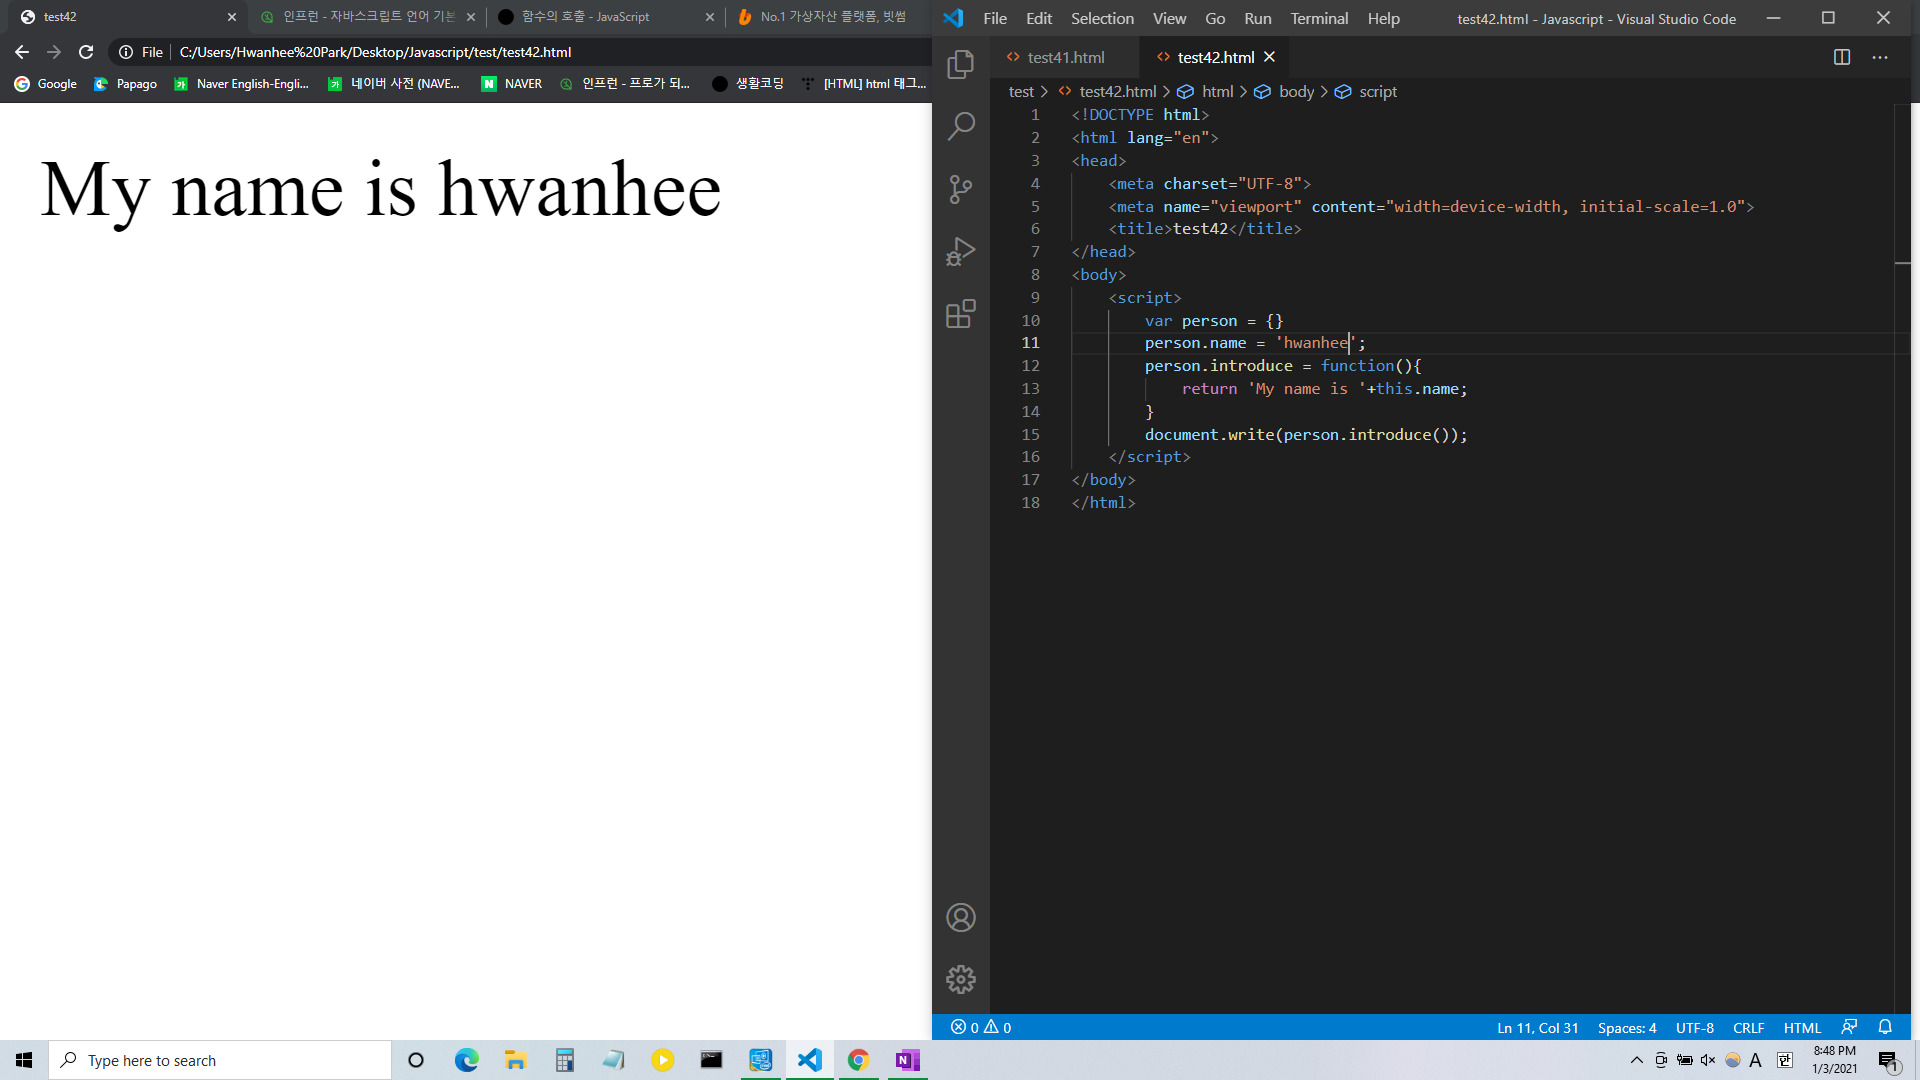 test42
인프런 - 자바스크립트 언어 기본
함수의 호출 - JavaScript
No.1 가상자산 플랫폼, 빗썸
File
C:/Users/Hwanhee%20Park/Desktop/Javascript/test/test42.html
Google
Papago
Naver English-Engli...
네이버 사전 (NAVE...
NAVER
인프런 - 프로가 되...
생활코딩
[HTML] html 태그...
My name is hwanhee
File Edit Selection View Go Run Terminal Help
test42.html - Javascript - Visual Studio Code
test41.html
test42.html
test > test42.html > html > body > script
1 <!DOCTYPE html>
2 <html lang="en">
3 <head>
4 <meta charset="UTF-8">
5 <meta name="viewport" content="width=device-width, initial-scale=1.0">
6 <title>test42</title>
7 </head>
8 <body>
9 <script>
10 var person = {}
11 person.name = 'hwanhee';
12 person.introduce = function(){
13 return 'My name is '+this.name;
14 }
15 document.write(person.introduce());
16 </script>
17 </body>
18 </html>
0 0
Ln 11, Col 31
Spaces: 4
UTF-8
CRLF
HTML
Type here to search
A
한
8:48 PM
1/3/2021
1